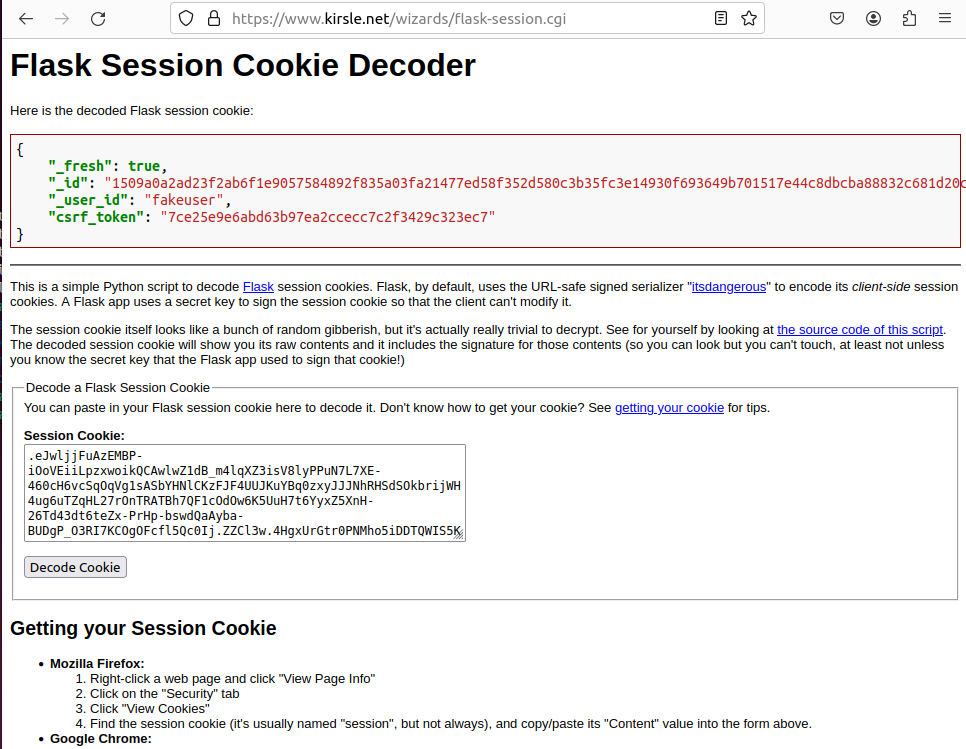 https://www.kirsle.net/wizards/flask-session.cgi
Flask Session Cookie Decoder
Here is the decoded Flask session cookie:
{
"_fresh": true,
"_id": "1509a0a2ad23f2ab6f1e9057584892f835a03fa21477ed58f352d580c3b35fc3e14930f693649b701517e44c8dbcba88832c681d20c
"_user_id": "fakeuser",
"csrf_token": "7ce25e9e6abd63b97ea2ccecc7c2f3429c323ec7"
}
This is a simple Python script to decode Flask session cookies. Flask, by default, uses the URL-safe signed serializer "itsdangerous" to encode its client-side session
cookies. A Flask app uses a secret key to sign the session cookie so that the client can't modify it.
The session cookie itself looks like a bunch of random gibberish, but it's actually really trivial to decrypt. See for yourself by looking at the source code of this script.
The decoded session cookie will show you its raw contents and it includes the signature for those contents (so you can look but you can't touch, at least not unless
you know the secret key that the Flask app used to sign that cookie!)
Decode a Flask Session Cookie
You can paste in your Flask session cookie here to decode it. Don't know how to get your cookie? See getting your cookie for tips.
Session Cookie:
.eJwljjFuAzEMBP-
iOoVEiiLpzxwoikQCAwlwZ1dB_m4lqXZ3isV8lyPPuN7L7XE-
460cH6vcSqOqVg1sASbYHNlCKzFJF4UUJKuYBq0zxyJJJNhRHSdSOkbrijWH
4ug6uTZqHL27rOnTRATBh7QF1cOdOw6K5UuH7t6YyxZ5XnH-
26Td43dt6teZx-PrHp-bswdQaAyba-
BUDgP_O3RI7KCOgOFcfl5Qc0Ij.ZZCl3w.4HgxUrGtr0PNMho5iDDTQWIS5K
Decode Cookie
Getting your Session Cookie
• Mozilla Firefox:
1. Right-click a web page and click "View Page Info"
2. Click on the "Security" tab
3. Click "View Cookies"
4. Find the session cookie (it's usually named "session", but not always), and copy/paste its "Content" value into the form above.
• Google Chrome: